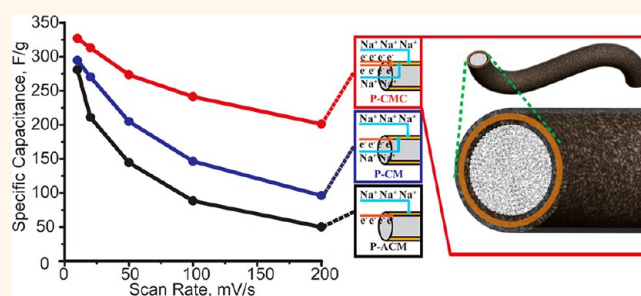 350
300
250
200
150
100
50
0
Specific Capacitance, F/g
0 50 100 150 200
Scan Rate, mV/s
Na⁺ Na⁺ Na⁺
e⁻ e⁻ e⁻ e⁻
e⁻ e⁻ e⁻ e⁻
Na⁺ Na⁺
P-CMC
Na⁺ Na⁺ Na⁺
e⁻ e⁻ e⁻ e⁻
Na⁺ Na⁺
P-CM
Na⁺ Na⁺ Na⁺
e⁻ e⁻ e⁻ e⁻
P-ACM